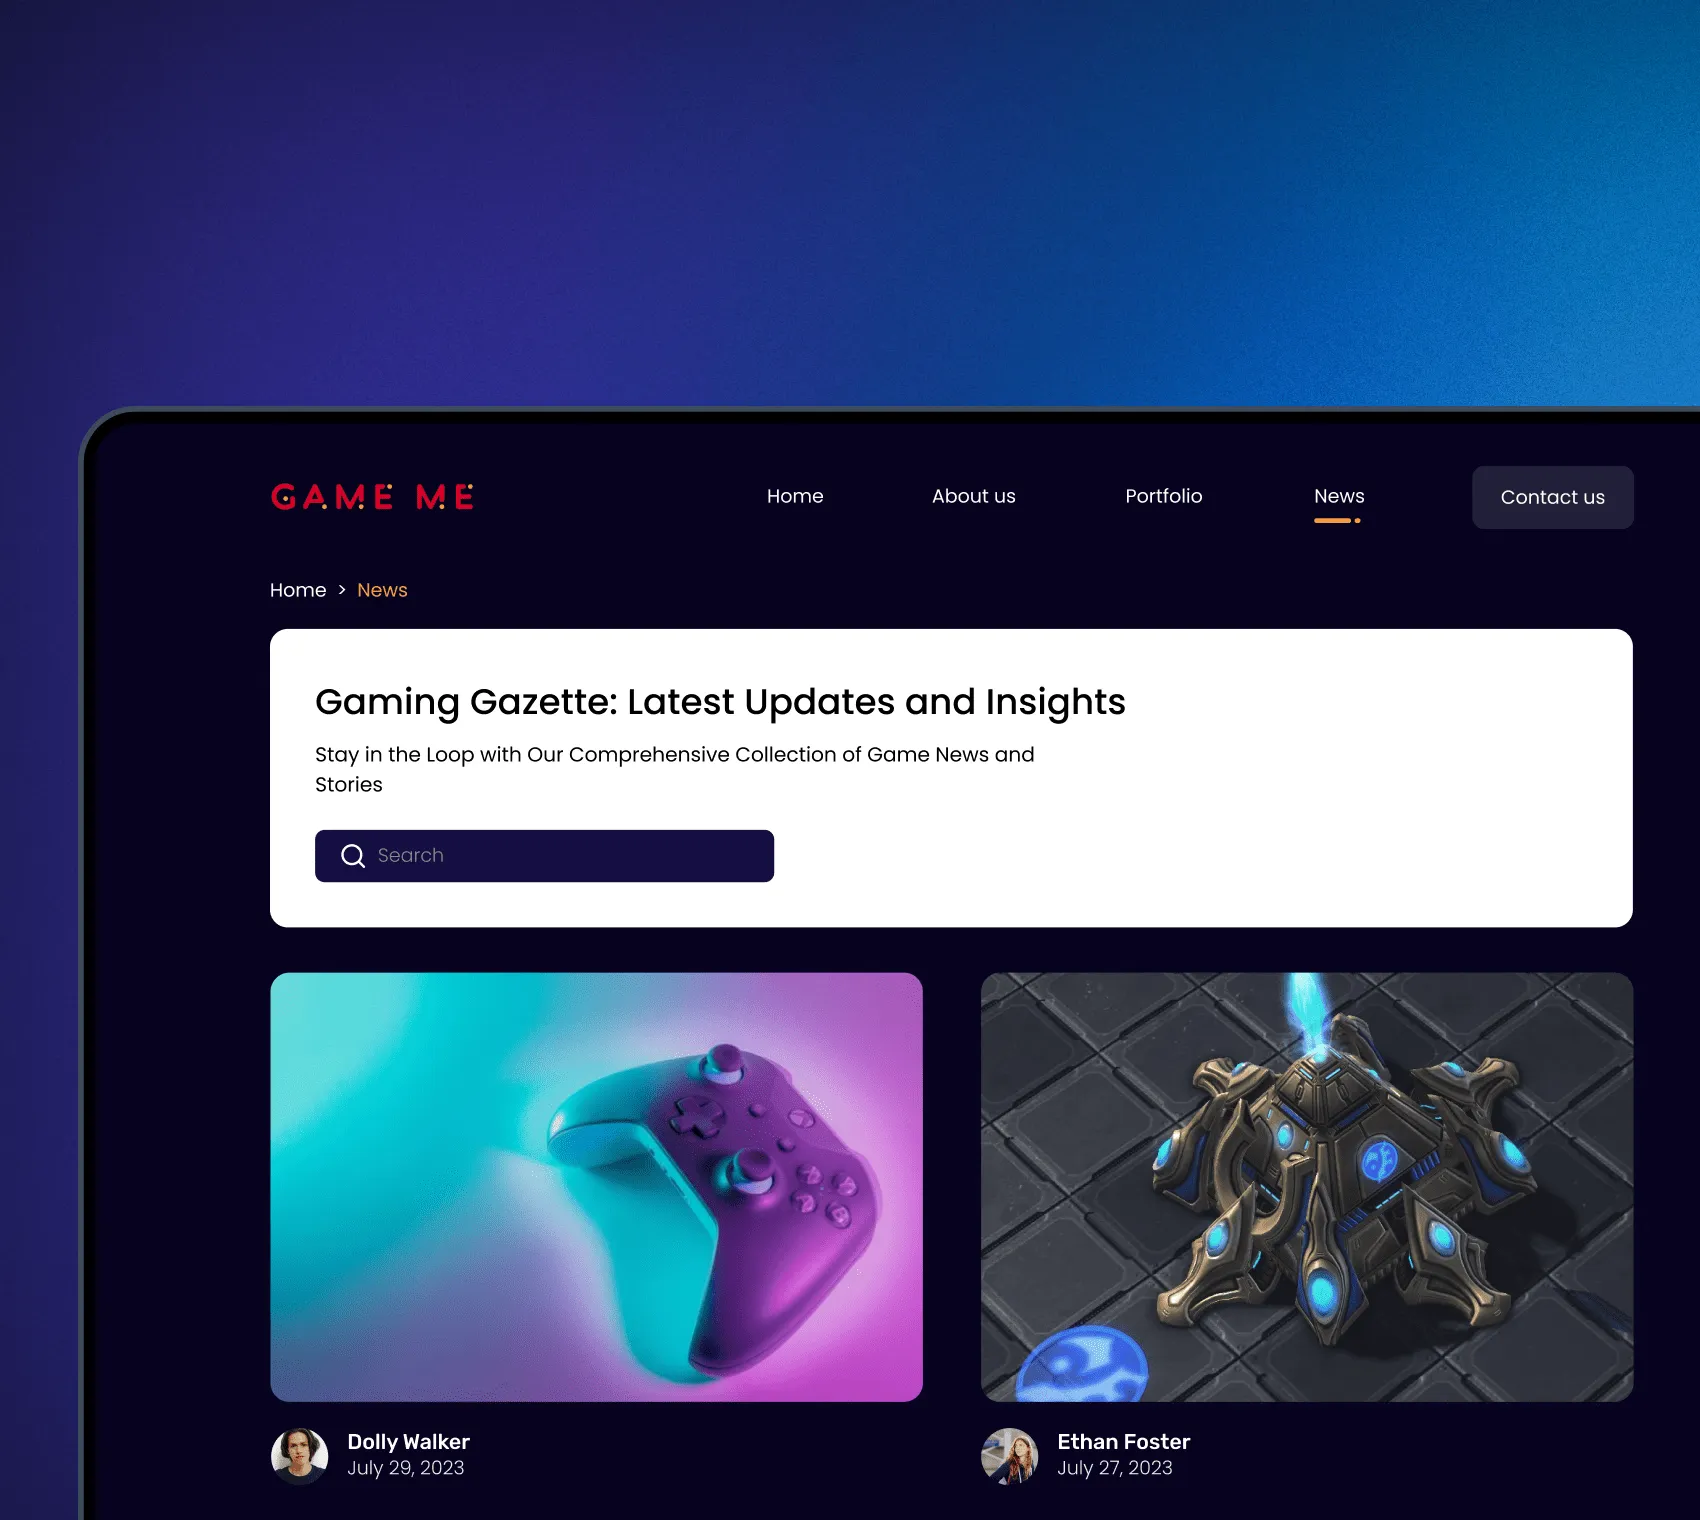 GAME ME
Home
About us
Portfolio
News
Contact us
Home > News
Gaming Gazette: Latest Updates and Insights
Stay in the Loop with Our Comprehensive Collection of Game News and
Stories
Search
Dolly Walker
July 29, 2023
Ethan Foster
July 27, 2023